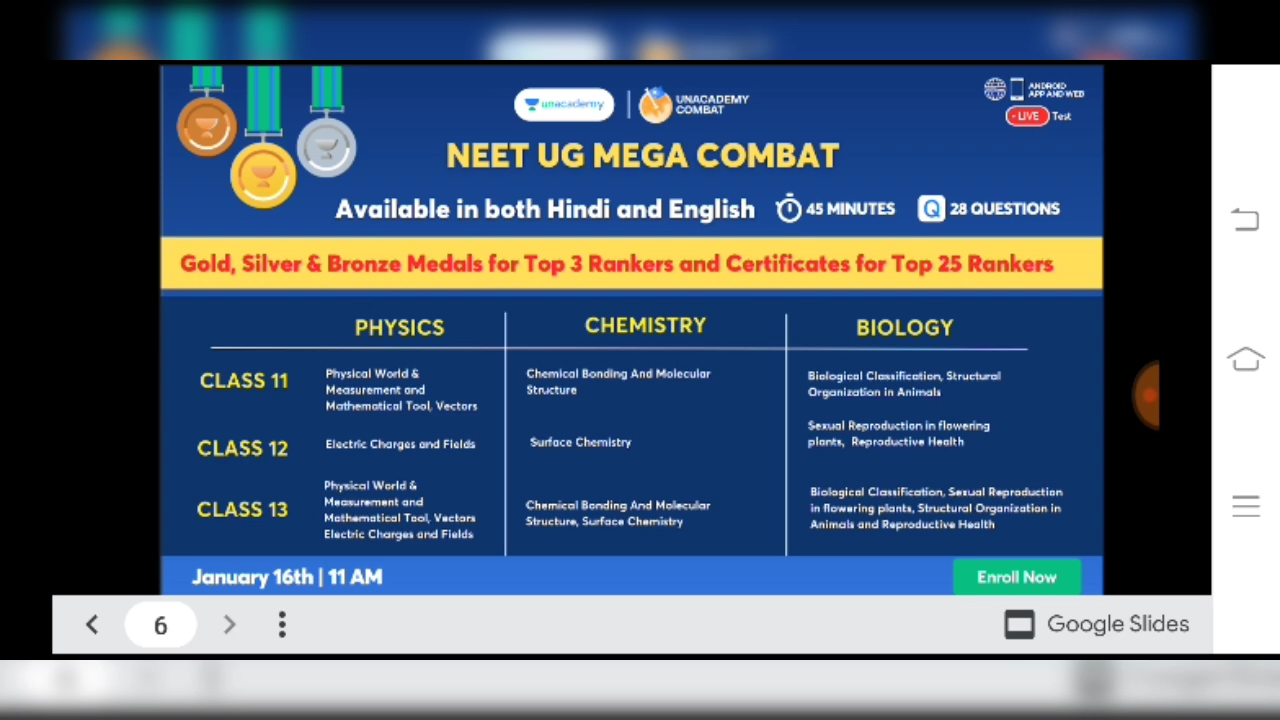 unacademy
UNACADEMY
COMBAT
ANDROID
APP AND WEB
LIVE Test
NEET UG MEGA COMBAT
Available in both Hindi and English
45 MINUTES
Q 28 QUESTIONS
Gold, Silver & Bronze Medals for Top 3 Rankers and Certificates for Top 25 Rankers
PHYSICS
CHEMISTRY
BIOLOGY
CLASS 11
Physical World &
Measurement and
Mathematical Tool, Vectors
Chemical Bonding And Molecular
Structure
Biological Classification, Structural
Organization in Animals
CLASS 12
Electric Charges and Fields
Surface Chemistry
Sexual Reproduction in flowering
plants, Reproductive Health
CLASS 13
Physical World &
Measurement and
Mathematical Tool, Vectors
Electric Charges and Fields
Chemical Bonding And Molecular
Structure, Surface Chemistry
Biological Classification, Sexual Reproduction
in flowering plants, Structural Organization in
Animals and Reproductive Health
January 16th | 11 AM
Enroll Now
6
Google Slides